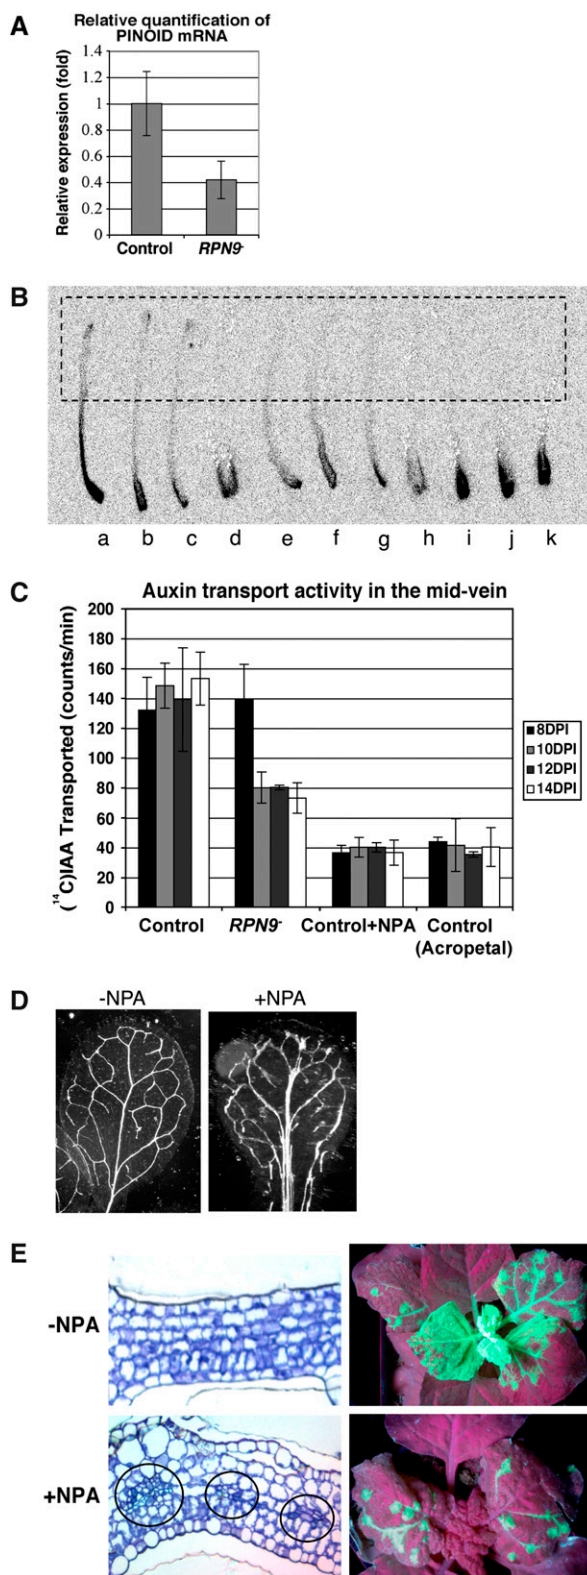 A
Relative quantification of
PINOID mRNA
Relative expression (fold)
1.4
1.2
1
0.8
0.6
0.4
0.2
0
Control
RPN9-
B
a b c d e f g h i j k
C
Auxin transport activity in the mid-vein
(14C)IAA Transported (counts/min)
200
180
160
140
120
100
80
60
40
20
0
8DPI
10DPI
12DPI
14DPI
Control
RPN9-
Control+NPA
Control
(Acropetal)
D
-NPA
+NPA
E
-NPA
+NPA